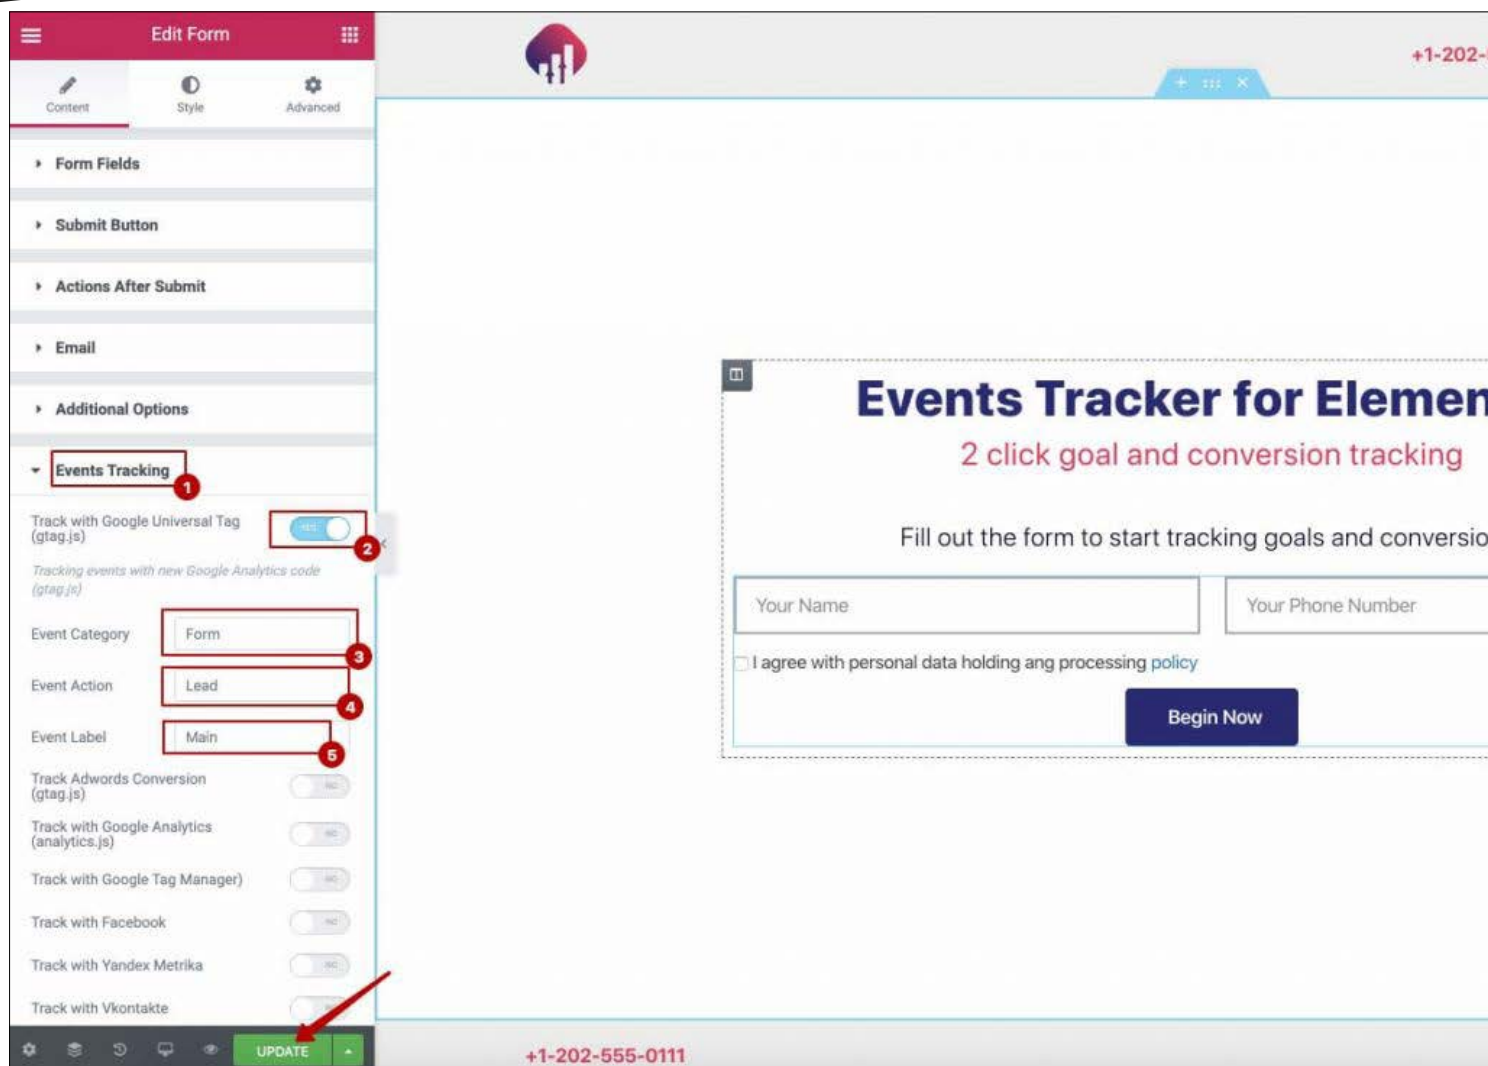 Edit Form
+1-202-
Content
Style
Advanced
Form Fields
Submit Button
Actions After Submit
Email
Additional Options
Events Tracking
1
Track with Google Universal Tag
(gtag.js)
YES
2
Tracking events with new Google Analytics code
(gtag.js)
Event Category
Form
3
Event Action
Lead
4
Event Label
Main
5
Track Adwords Conversion
(gtag.js)
NO
Track with Google Analytics
(analytics.js)
NO
Track with Google Tag Manager)
NO
Track with Facebook
NO
Track with Yandex Metrika
NO
Track with Vkontakte
UPDATE
Events Tracker for Elemen
2 click goal and conversion tracking
Fill out the form to start tracking goals and conversio
Your Name
Your Phone Number
I agree with personal data holding ang processing policy
Begin Now
+1-202-555-0111